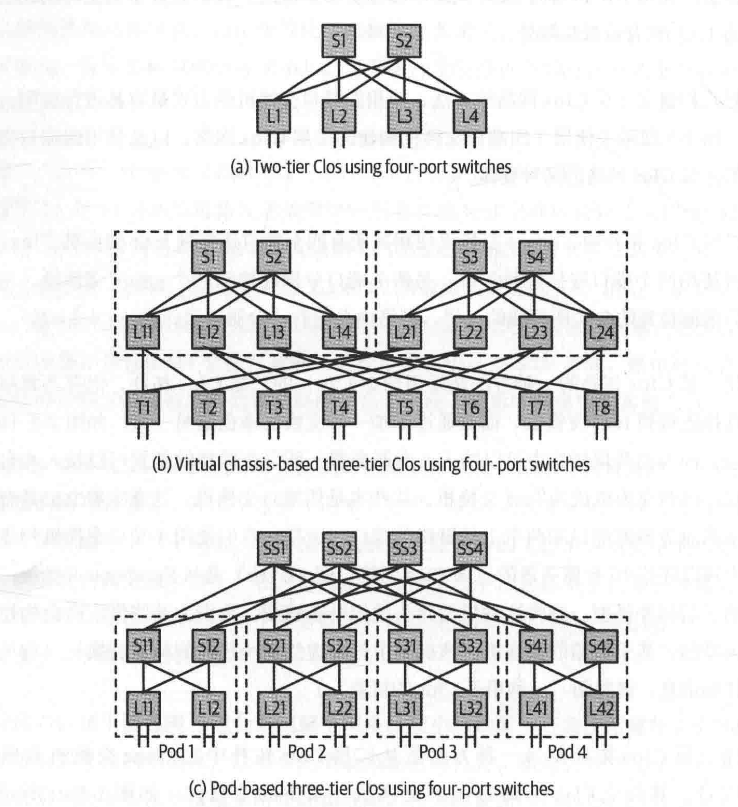 S1 S2
L1 L2 L3 L4
(a) Two-tier Clos using four-port switches
S1 S2 S3 S4
L11 L12 L13 L14 L21 L22 L23 L24
T1 T2 T3 T4 T5 T6 T7 T8
(b) Virtual chassis-based three-tier Clos using four-port switches
SS1 SS2 SS3 SS4
S11 S12 S21 S22 S31 S32 S41 S42
L11 L12 L21 L22 L31 L32 L41 L42
Pod 1 Pod 2 Pod 3 Pod 4
(c) Pod-based three-tier Clos using four-port switches